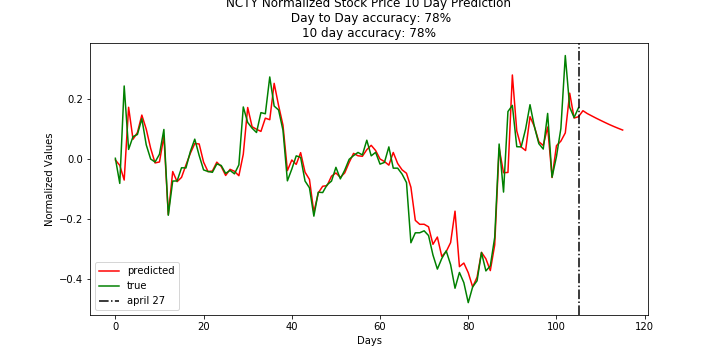 NCTY Normalized Stock Price 10 Day Prediction
Day to Day accuracy: 78%
10 day accuracy: 78%
Normalized Values
0.2
0.0
−0.2
−0.4
predicted
true
april 27
0 20 40 60 80 100 120
Days